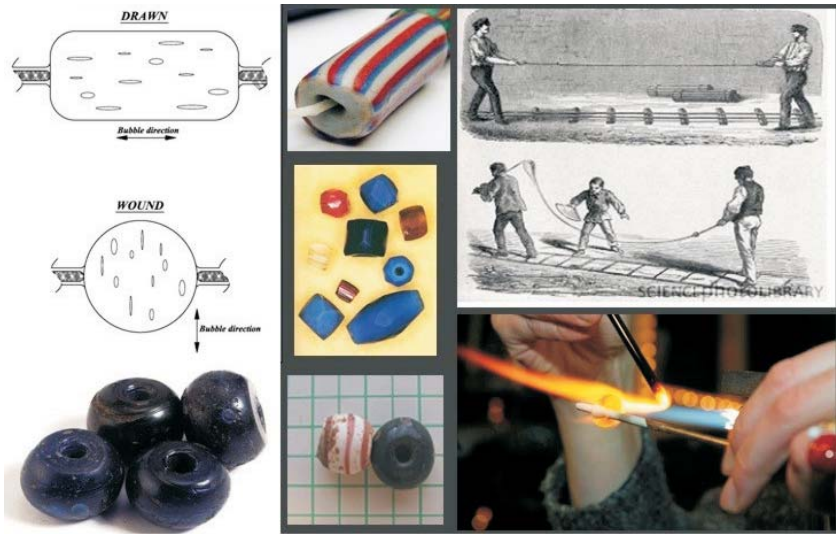 DRAWN
Bubble direction
WOUND
Bubble direction
SCIENCEPHOTOLIBRARY